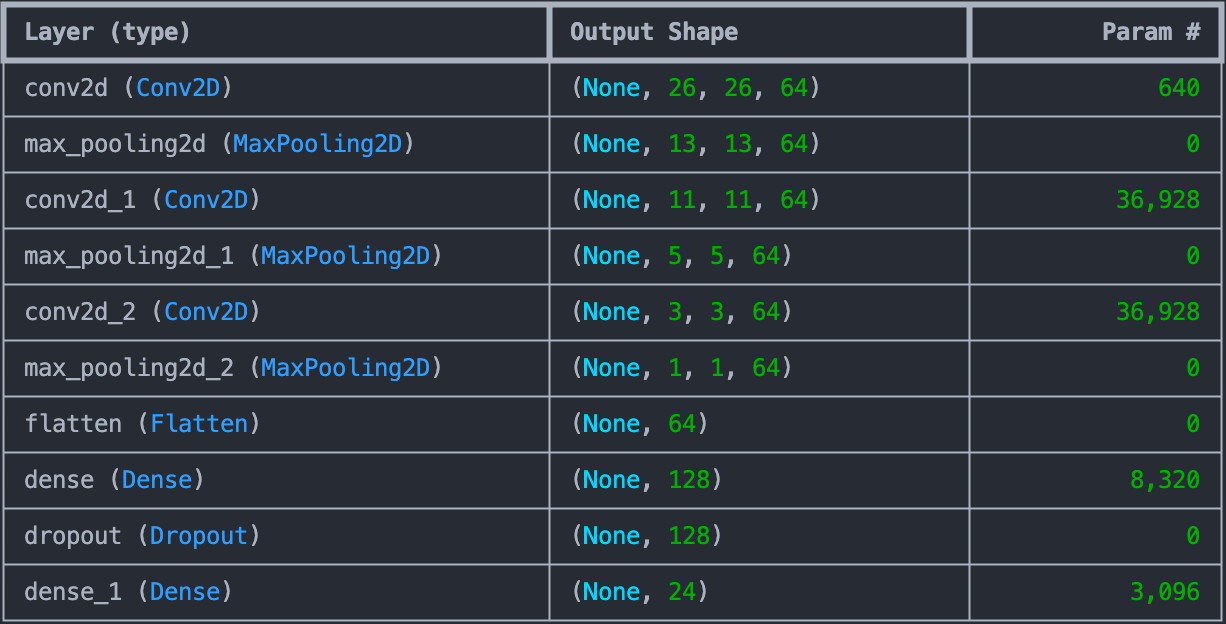 Layer (type) Output Shape Param #
conv2d (Conv2D) (None, 26, 26, 64) 640
max_pooling2d (MaxPooling2D) (None, 13, 13, 64) 0
conv2d_1 (Conv2D) (None, 11, 11, 64) 36,928
max_pooling2d_1 (MaxPooling2D) (None, 5, 5, 64) 0
conv2d_2 (Conv2D) (None, 3, 3, 64) 36,928
max_pooling2d_2 (MaxPooling2D) (None, 1, 1, 64) 0
flatten (Flatten) (None, 64) 0
dense (Dense) (None, 128) 8,320
dropout (Dropout) (None, 128) 0
dense_1 (Dense) (None, 24) 3,096